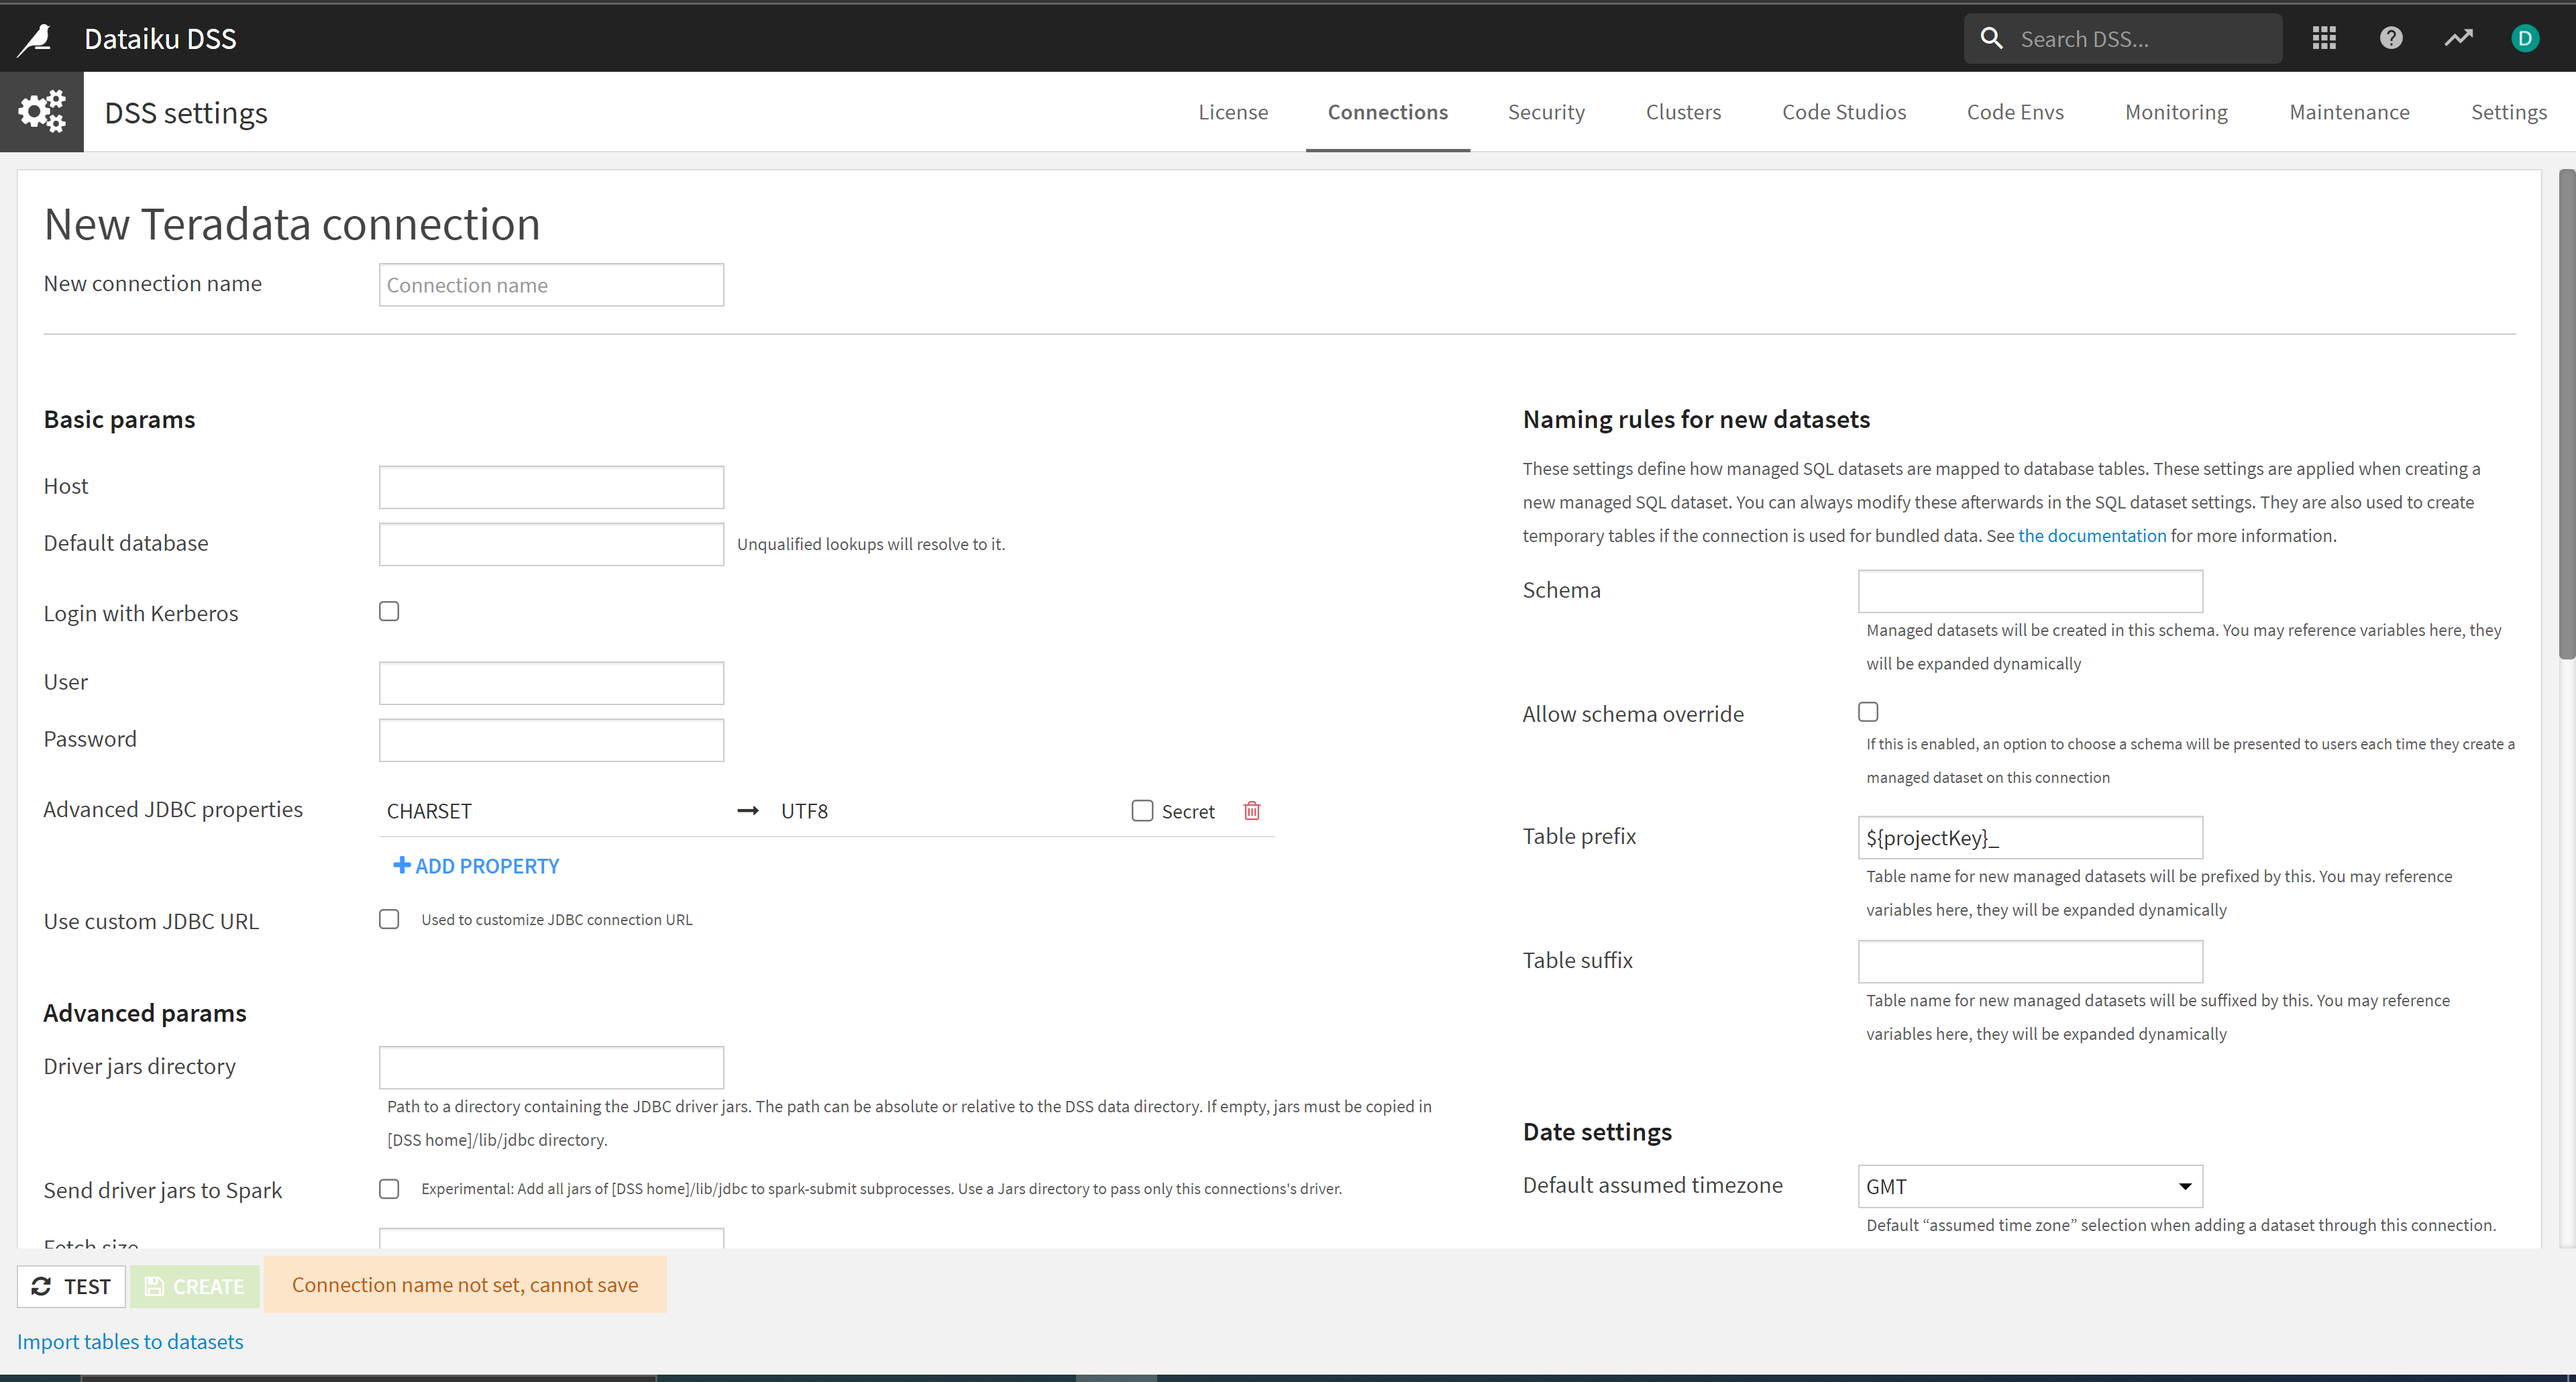 Dataiku DSS
Search DSS...
D
DSS settings
License
Connections
Security
Clusters
Code Studios
Code Envs
Monitoring
Maintenance
Settings
New Teradata connection
New connection name
Connection name
Basic params
Host
Default database
Unqualified lookups will resolve to it.
Login with Kerberos
User
Password
Advanced JDBC properties
CHARSET
UTF8
Secret
ADD PROPERTY
Use custom JDBC URL
Used to customize JDBC connection URL
Advanced params
Driver jars directory
Path to a directory containing the JDBC driver jars. The path can be absolute or relative to the DSS data directory. If empty, jars must be copied in
[DSS home]/lib/jdbc directory.
Send driver jars to Spark
Experimental: Add all jars of [DSS home]/lib/jdbc to spark-submit subprocesses. Use a Jars directory to pass only this connections's driver.
Fetch size
Naming rules for new datasets
These settings define how managed SQL datasets are mapped to database tables. These settings are applied when creating a
new managed SQL dataset. You can always modify these afterwards in the SQL dataset settings. They are also used to create
temporary tables if the connection is used for bundled data. See the documentation for more information.
Schema
Managed datasets will be created in this schema. You may reference variables here, they
will be expanded dynamically
Allow schema override
If this is enabled, an option to choose a schema will be presented to users each time they create a
managed dataset on this connection
Table prefix
${projectKey}_
Table name for new managed datasets will be prefixed by this. You may reference
variables here, they will be expanded dynamically
Table suffix
Table name for new managed datasets will be suffixed by this. You may reference
variables here, they will be expanded dynamically
Date settings
Default assumed timezone
GMT
Default “assumed time zone” selection when adding a dataset through this connection.
TEST
CREATE
Connection name not set, cannot save
Import tables to datasets